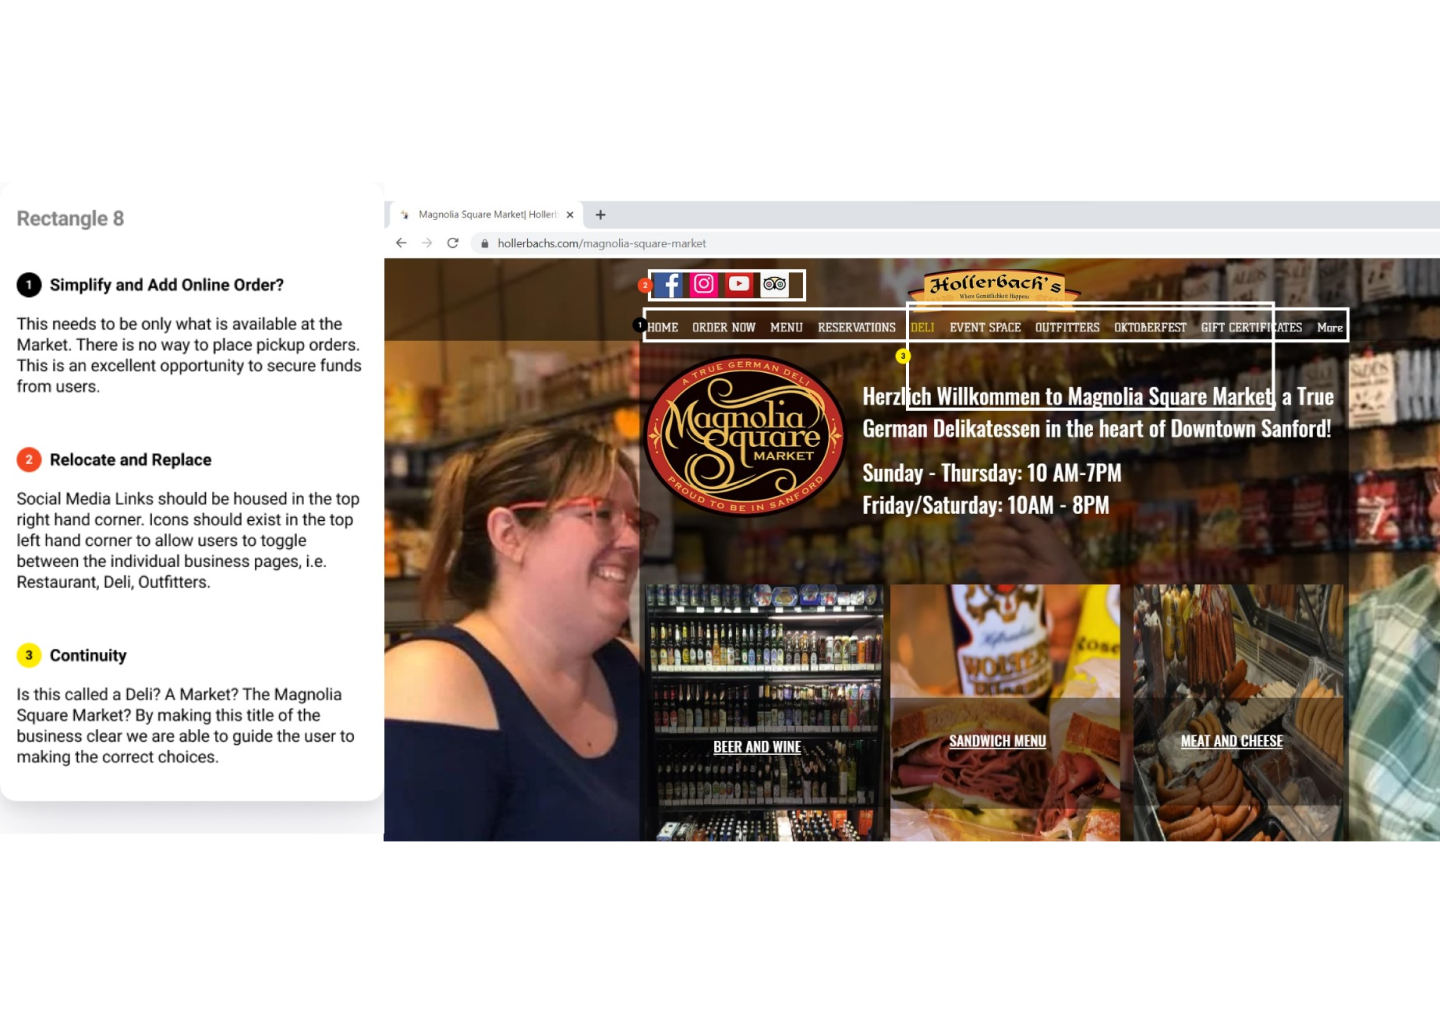 Rectangle 8
1 Simplify and Add Online Order?
This needs to be only what is available at the
Market. There is no way to place pickup orders.
This is an excellent opportunity to secure funds
from users.
2 Relocate and Replace
Social Media Links should be housed in the top
right hand corner. Icons should exist in the top
left hand corner to allow users to toggle
between the individual business pages, i.e.
Restaurant, Deli, Outfitters.
3 Continuity
Is this called a Deli? A Market? The Magnolia
Square Market? By making this title of the
business clear we are able to guide the user to
making the correct choices.
Magnolia Square Market| Hollerb
hollerbachs.com/magnolia-square-market
2
Hollerbach's
Where Gemütlichkeit Happens
1 HOME ORDER NOW MENU RESERVATIONS DELI EVENT SPACE OUTFITTERS OKTOBERFEST GIFT CERTIFICATES More
3
A TRUE GERMAN DELI
Magnolia
Square
MARKET
PROUD TO BE IN SANFORD
Herzlich Willkommen to Magnolia Square Market, a True
German Delikatessen in the heart of Downtown Sanford!
Sunday - Thursday: 10 AM-7PM
Friday/Saturday: 10AM - 8PM
BEER AND WINE
SANDWICH MENU
MEAT AND CHEESE